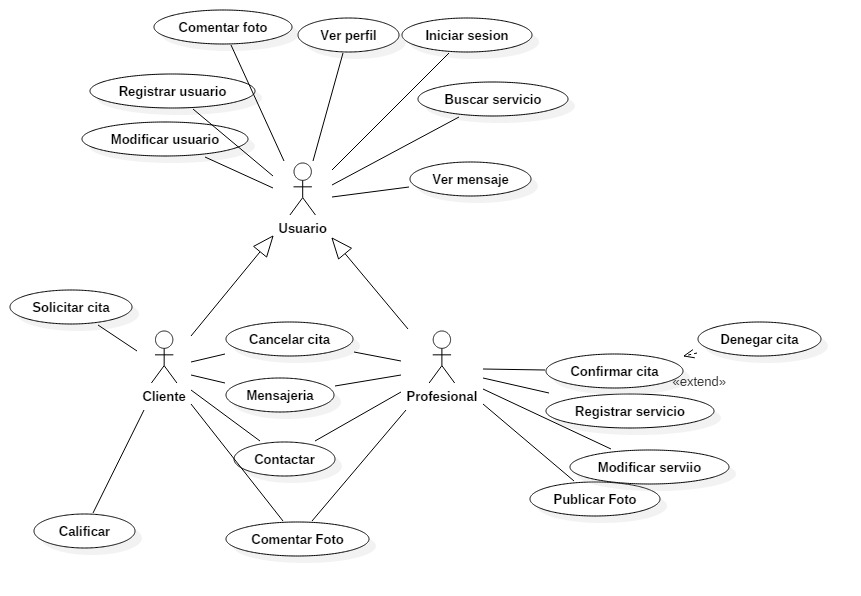 Comentar foto
Ver perfil
Iniciar sesion
Registrar usuario
Buscar servicio
Modificar usuario
Ver mensaje
Usuario
Solicitar cita
Cancelar cita
Denegar cita
Confirmar cita
«extend»
Cliente
Mensajeria
Profesional
Registrar servicio
Contactar
Modificar serviio
Publicar Foto
Calificar
Comentar Foto